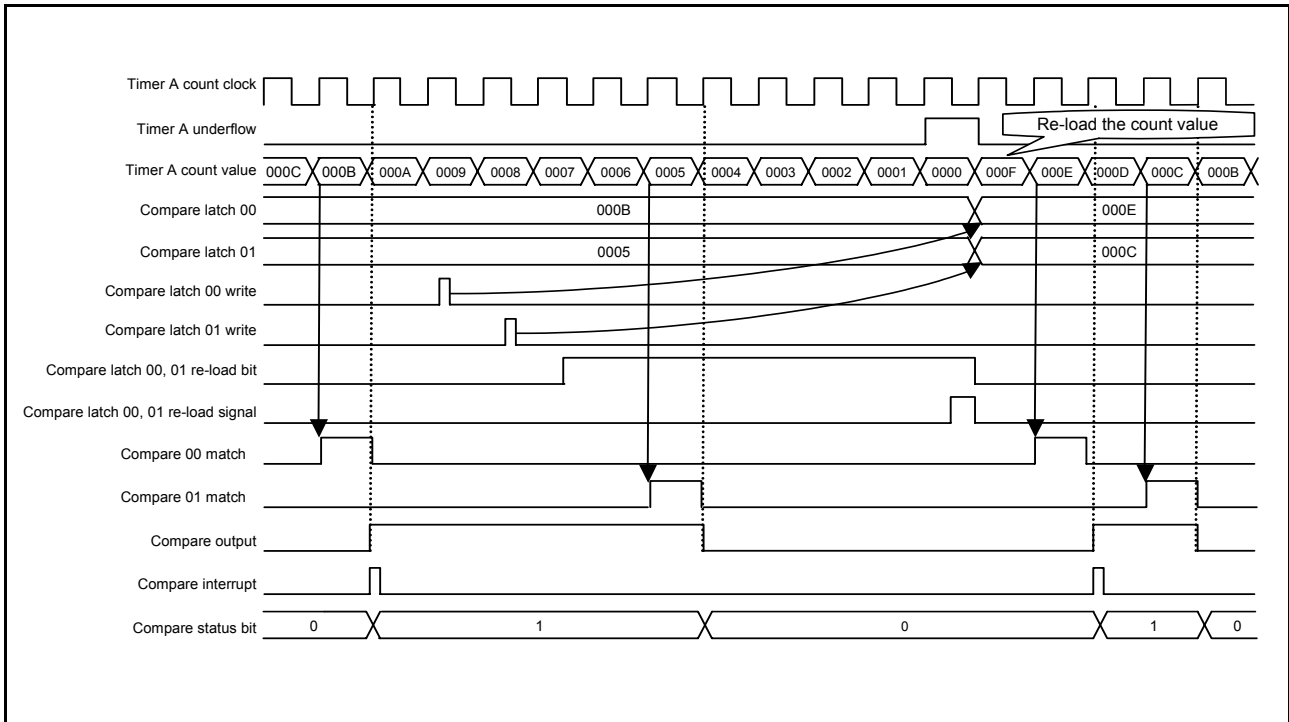 Timer A count clock
Timer A underflow
Re-load the count value
Timer A count value 000C 000B 000A 0009 0008 0007 0006 0005 0004 0003 0002 0001 0000 000F 000E 000D 000C 000B
Compare latch 00 000B 000E
Compare latch 01 0005 000C
Compare latch 00 write
Compare latch 01 write
Compare latch 00, 01 re-load bit
Compare latch 00, 01 re-load signal
Compare 00 match
Compare 01 match
Compare output
Compare interrupt
Compare status bit 0 1 0 1 0